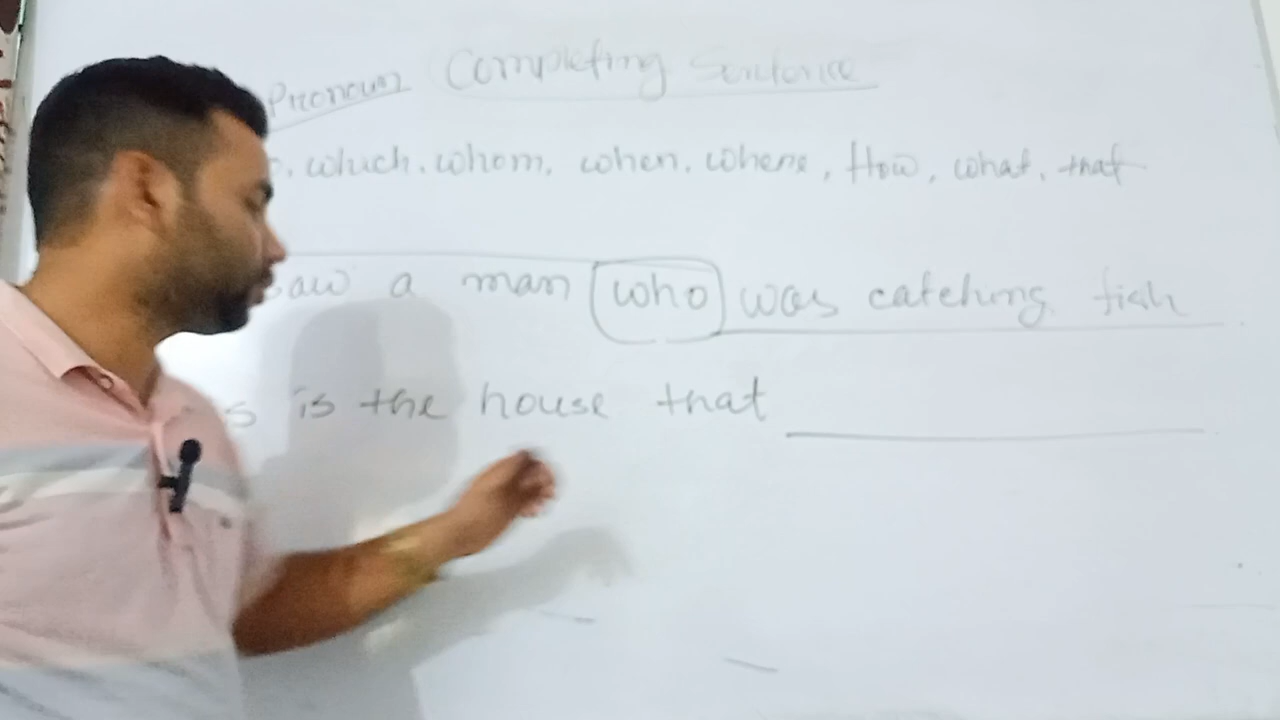 Pronoun Completing Sentence
which. whom, when. where, How, what, that
saw a man who was catching fish
is the house that